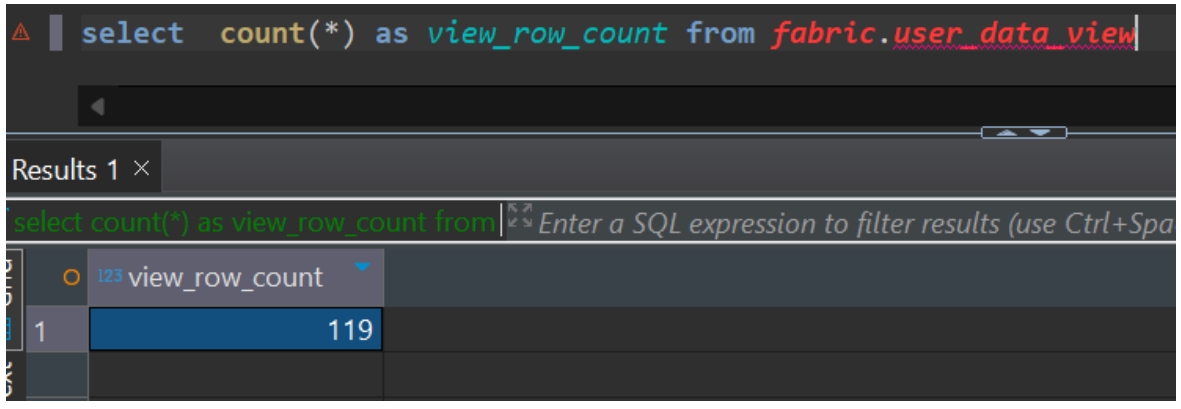 select count(*) as view_row_count from fabric.user_data_view
Results 1 ×
select count(*) as view_row_count from Enter a SQL expression to filter results (use Ctrl+Spa
123 view_row_count
1 119